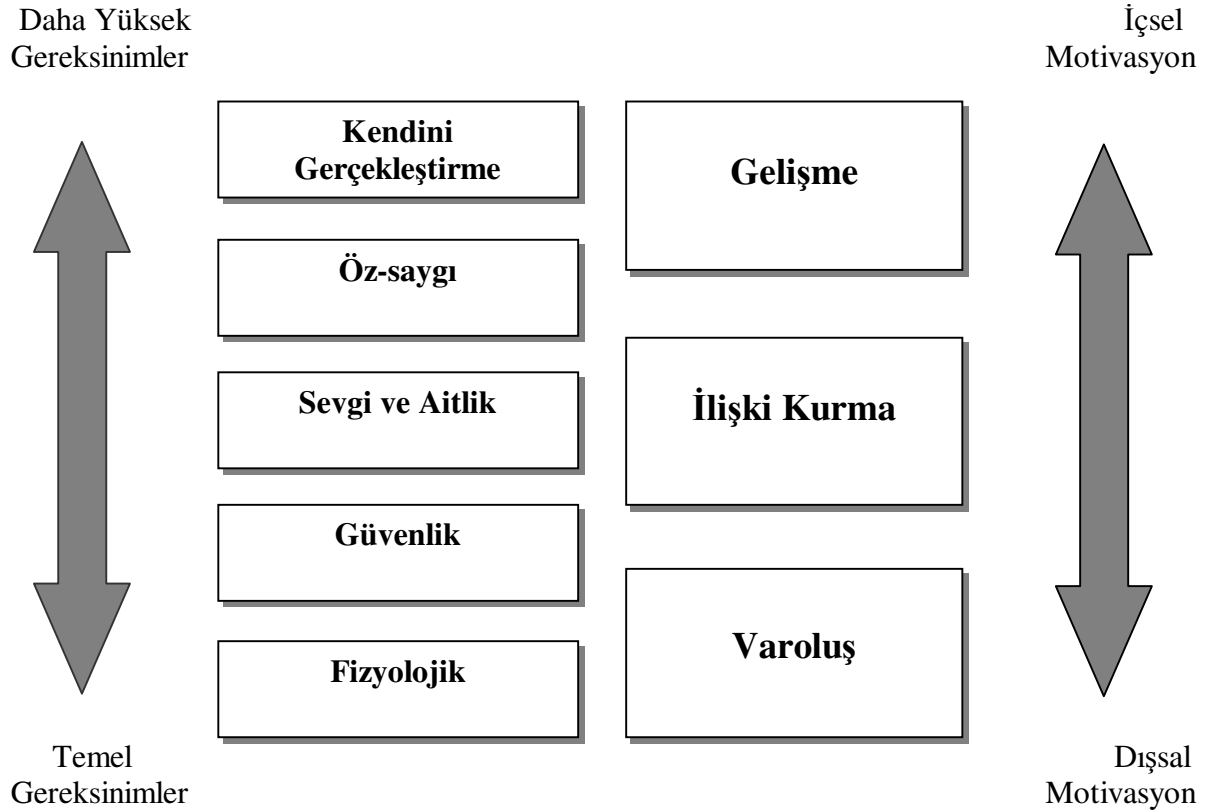 Daha Yüksek
Gereksinimler
İçsel
Motivasyon
Kendini
Gerçekleştirme
Öz-saygı
Sevgi ve Aitlik
Güvenlik
Fizyolojik
Gelişme
İlişki Kurma
Varoluş
Temel
Gereksinimler
Dışsal
Motivasyon